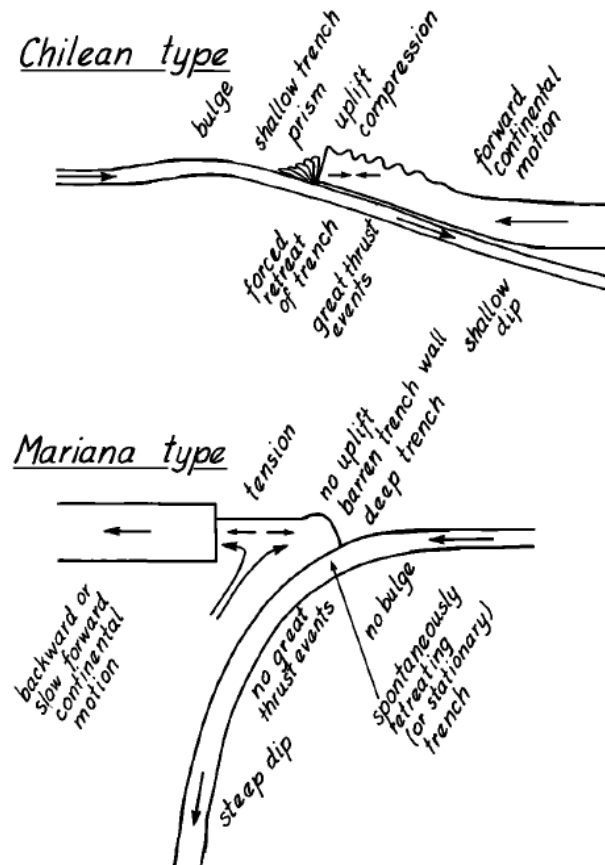 Chilean type
bulge
shallow trench
prism
uplift
compression
forward
continental
motion
forced
retreat
of trench
great thrust
events
shallow
dip
Mariana type
tension
no uplift
barren trench wall
deep trench
backward or
slow forward
continental
motion
no great
thrust events
no bulge
spontaneously
retreating
(or stationary)
trench
steep dip